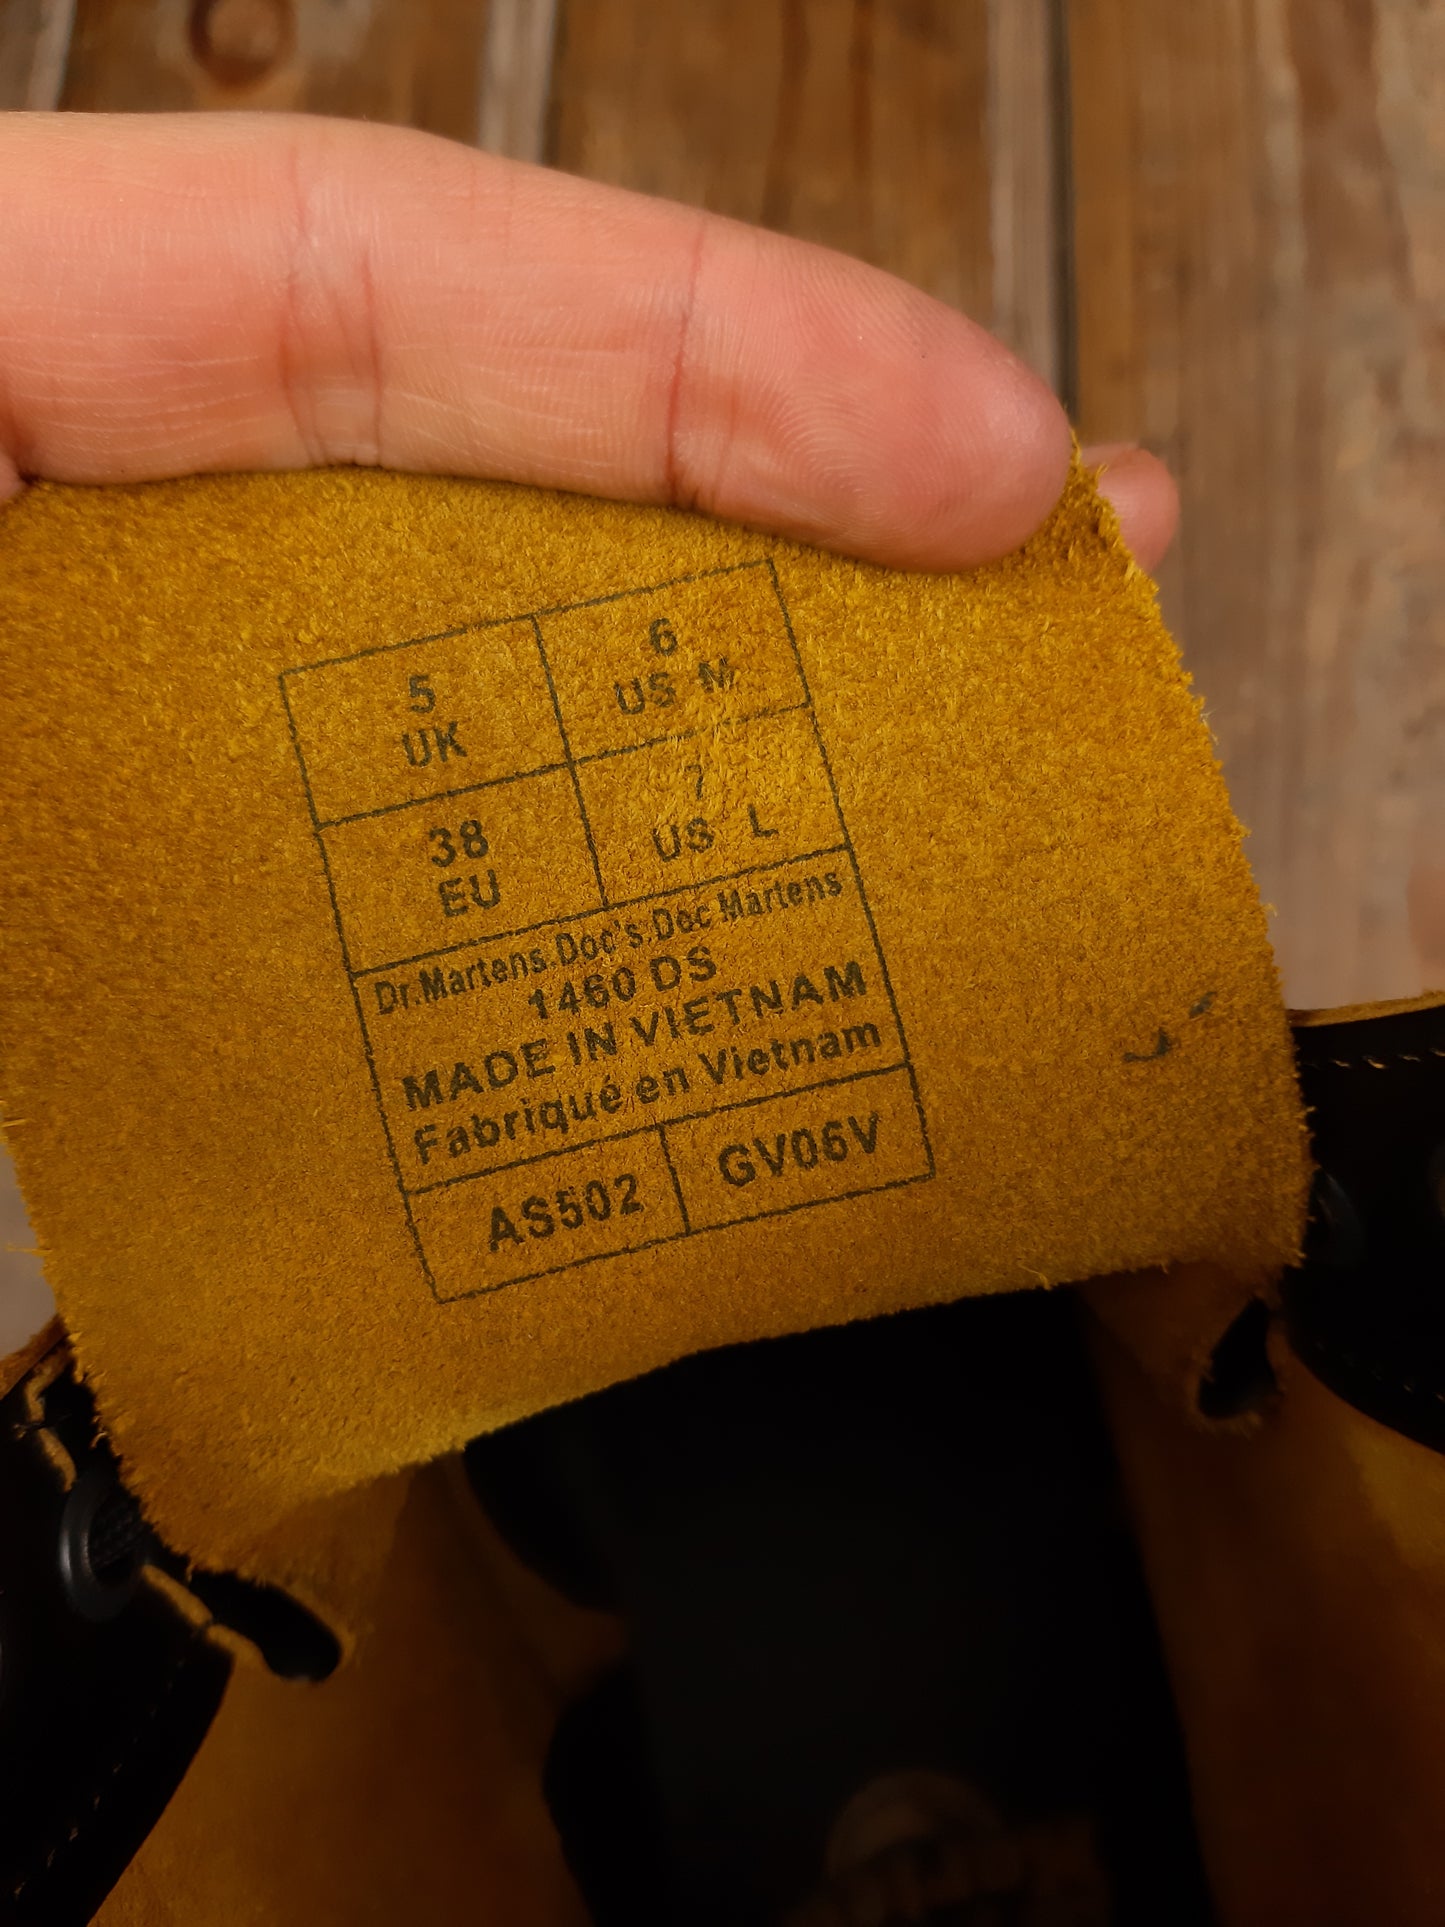 5
UK
6
US M
38
EU
7
US L
Dr.Martens.Doc's.Doc Martens
1460 DS
MADE IN VIETNAM
Fabriqué en Vietnam
AS502
GV06V